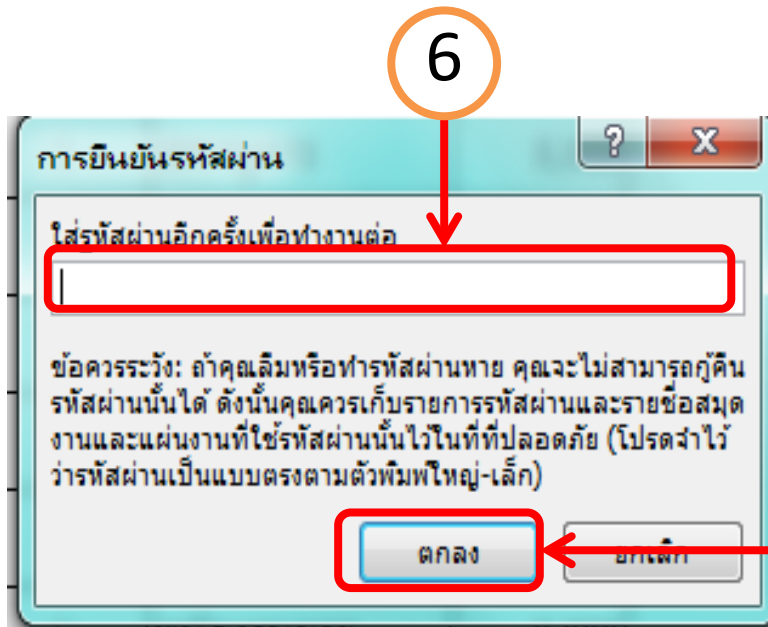 6
การยืนยันรหัสผ่าน
ใส่รหัสผ่านอีกครั้งเพื่อทำงานต่อ
ข้อควรระวัง: ถ้าคุณลืมหรือทำรหัสผ่านหาย คุณจะไม่สามารถกู้คืน
รหัสผ่านนั้นได้ ดังนั้นคุณควรเก็บรายการรหัสผ่านและรายชื่อสมุด
งานและแผ่นงานที่ใช้รหัสผ่านนั้นไว้ในที่ที่ปลอดภัย (โปรดจำไว้
ว่ารหัสผ่านเป็นแบบตรงตามตัวพิมพ์ใหญ่-เล็ก)
ตกลง ยกเลิก